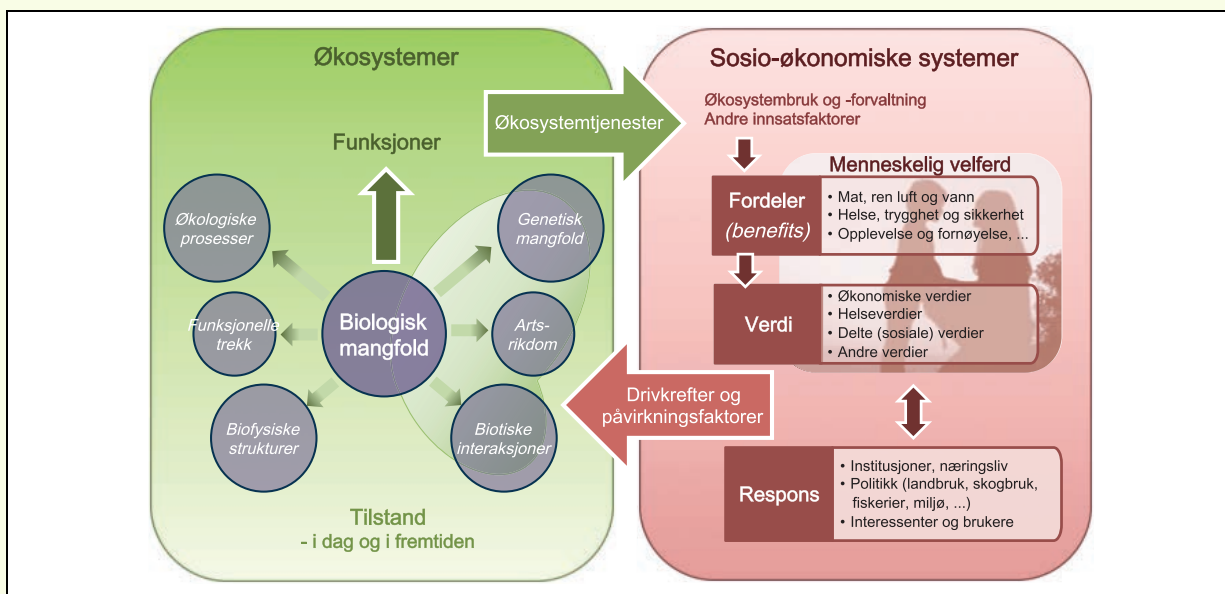 Økosystemer
Funksjoner
Økologiske
prosesser
Genetisk
mangfold
Funksjonelle
trekk
Biologisk
mangfold
Arts-
rikdom
Biofysiske
strukturer
Biotiske
interaksjoner
Tilstand
- i dag og i fremtiden
Økosystemtjenester
Drivkrefter og
påvirkningsfaktorer
Sosio-økonomiske systemer
Økosystembruk og -forvaltning
Andre innsatsfaktorer
Menneskelig velferd
Fordeler
(benefits)
• Mat, ren luft og vann
• Helse, trygghet og sikkerhet
• Opplevelse og fornøyelse, ...
Verdi
• Økonomiske verdier
• Helseverdier
• Delte (sosiale) verdier
• Andre verdier
Respons
• Institusjoner, næringsliv
• Politikk (landbruk, skogbruk,
fiskerier, miljø, ...)
• Interessenter og brukere